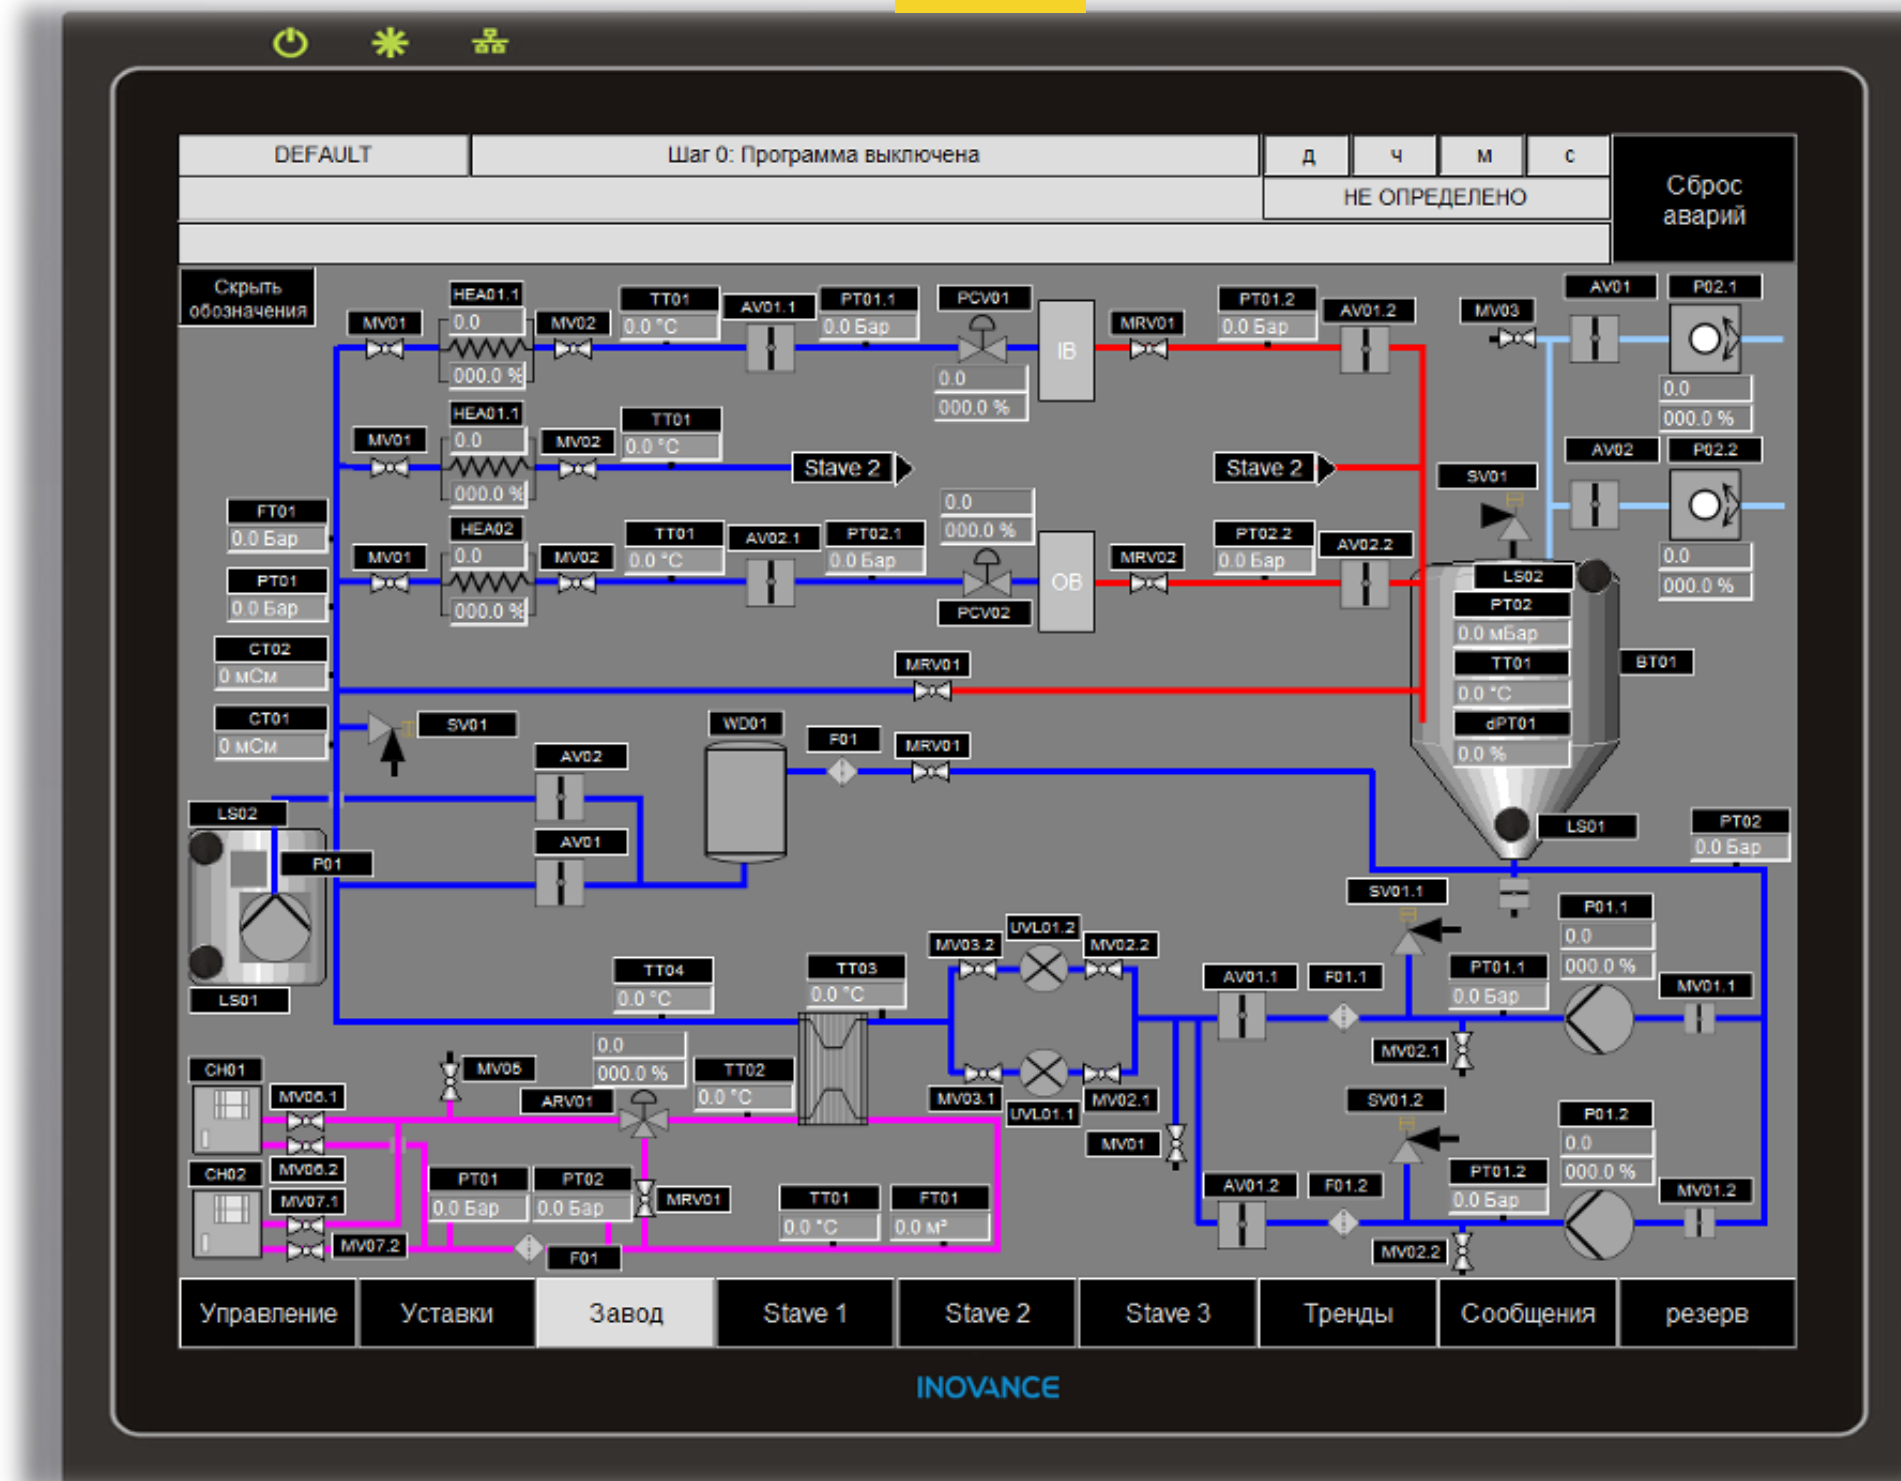 DEFAULT
Шаг 0: Программа выключена
д ч м с
НЕ ОПРЕДЕЛЕНО
Сброс
аварий
Скрыть
обозначения
HEA01.1
0.0
000.0 %
MV01
MV02
TT01
0.0 °C
AV01.1
PT01.1
0.0 Бар
PCV01
0.0
000.0 %
IB
MRV01
PT01.2
0.0 Бар
AV01.2
MV03
AV01
P02.1
0.0
000.0 %
HEA01.1
0.0
000.0 %
MV01
MV02
TT01
0.0 °C
Stave 2
Stave 2
SV01
AV02
P02.2
0.0
000.0 %
FT01
0.0 Бар
PT01
0.0 Бар
HEA02
0.0
000.0 %
MV01
MV02
TT01
0.0 °C
AV02.1
PT02.1
0.0 Бар
0.0
000.0 %
PCV02
OB
MRV02
PT02.2
0.0 Бар
AV02.2
LS02
PT02
0.0 мБар
TT01
0.0 °C
dPT01
0.0 %
BT01
CT02
0 мСм
CT01
0 мСм
MRV01
SV01
WD01
F01
MRV01
AV02
AV01
LS02
P01
LS01
LS01
PT02
0.0 Бар
SV01.1
P01.1
0.0
000.0 %
UVL01.2
MV03.2
MV02.2
TT04
0.0 °C
TT03
0.0 °C
AV01.1
F01.1
PT01.1
0.0 Бар
MV01.1
MV02.1
CH01
MV06.1
MV05
0.0
000.0 %
ARV01
TT02
0.0 °C
MV03.1
UVL01.1
MV02.1
MV01
SV01.2
P01.2
0.0
000.0 %
MV06.2
CH02
MV07.1
MV07.2
PT01
0.0 Бар
PT02
0.0 Бар
MRV01
F01
TT01
0.0 °C
FT01
0.0 м³
AV01.2
F01.2
PT01.2
0.0 Бар
MV01.2
MV02.2
Управление
Уставки
Завод
Stave 1
Stave 2
Stave 3
Тренды
Сообщения
резерв
INOVANCE